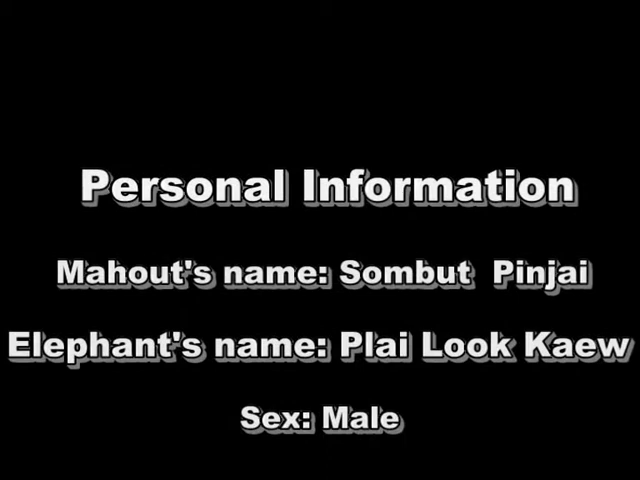 Personal Information
Mahout's name: Sombut Pinjai
Elephant's name: Plai Look Kaew
Sex: Male